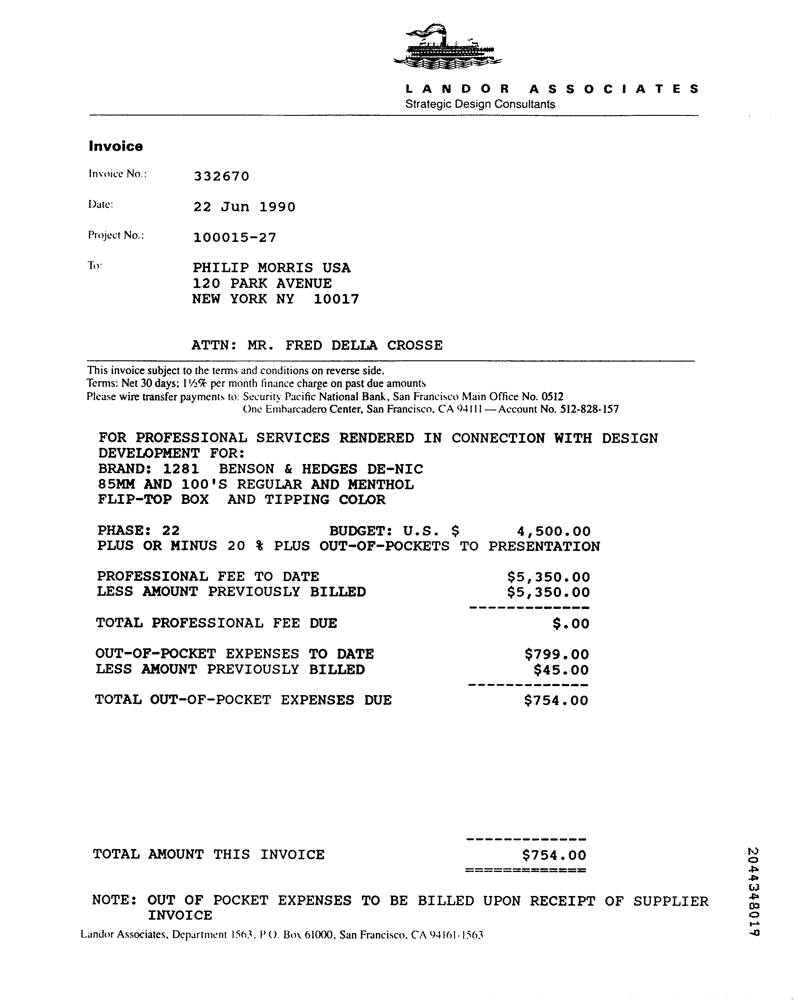 LANDOR ASSOCIATES
Strategic Design Consultants
Invoice
Invoice No.: 332670
Date: 22 Jun 1990
Project No.: 100015-27
To: PHILIP MORRIS USA
120 PARK AVENUE
NEW YORK NY 10017
ATTN: MR. FRED DELLA CROSSE
This invoice subject to the terms and conditions on reverse side.
Terms: Net 30 days; 1½% per month finance charge on past due amounts
Please wire transfer payments to: Security Pacific National Bank, San Francisco Main Office No. 0512
One Embarcadero Center, San Francisco, CA 94111 — Account No. 512-828-157
FOR PROFESSIONAL SERVICES RENDERED IN CONNECTION WITH DESIGN
DEVELOPMENT FOR:
BRAND: 1281 BENSON & HEDGES DE-NIC
85MM AND 100'S REGULAR AND MENTHOL
FLIP-TOP BOX AND TIPPING COLOR
PHASE: 22 BUDGET: U.S. $ 4,500.00
PLUS OR MINUS 20 % PLUS OUT-OF-POCKETS TO PRESENTATION
PROFESSIONAL FEE TO DATE $5,350.00
LESS AMOUNT PREVIOUSLY BILLED $5,350.00
TOTAL PROFESSIONAL FEE DUE $.00
OUT-OF-POCKET EXPENSES TO DATE $799.00
LESS AMOUNT PREVIOUSLY BILLED $45.00
TOTAL OUT-OF-POCKET EXPENSES DUE $754.00
TOTAL AMOUNT THIS INVOICE $754.00
NOTE: OUT OF POCKET EXPENSES TO BE BILLED UPON RECEIPT OF SUPPLIER
INVOICE
Landor Associates, Department 1563, P.O. Box 61000, San Francisco, CA 94161-1563
2044348019